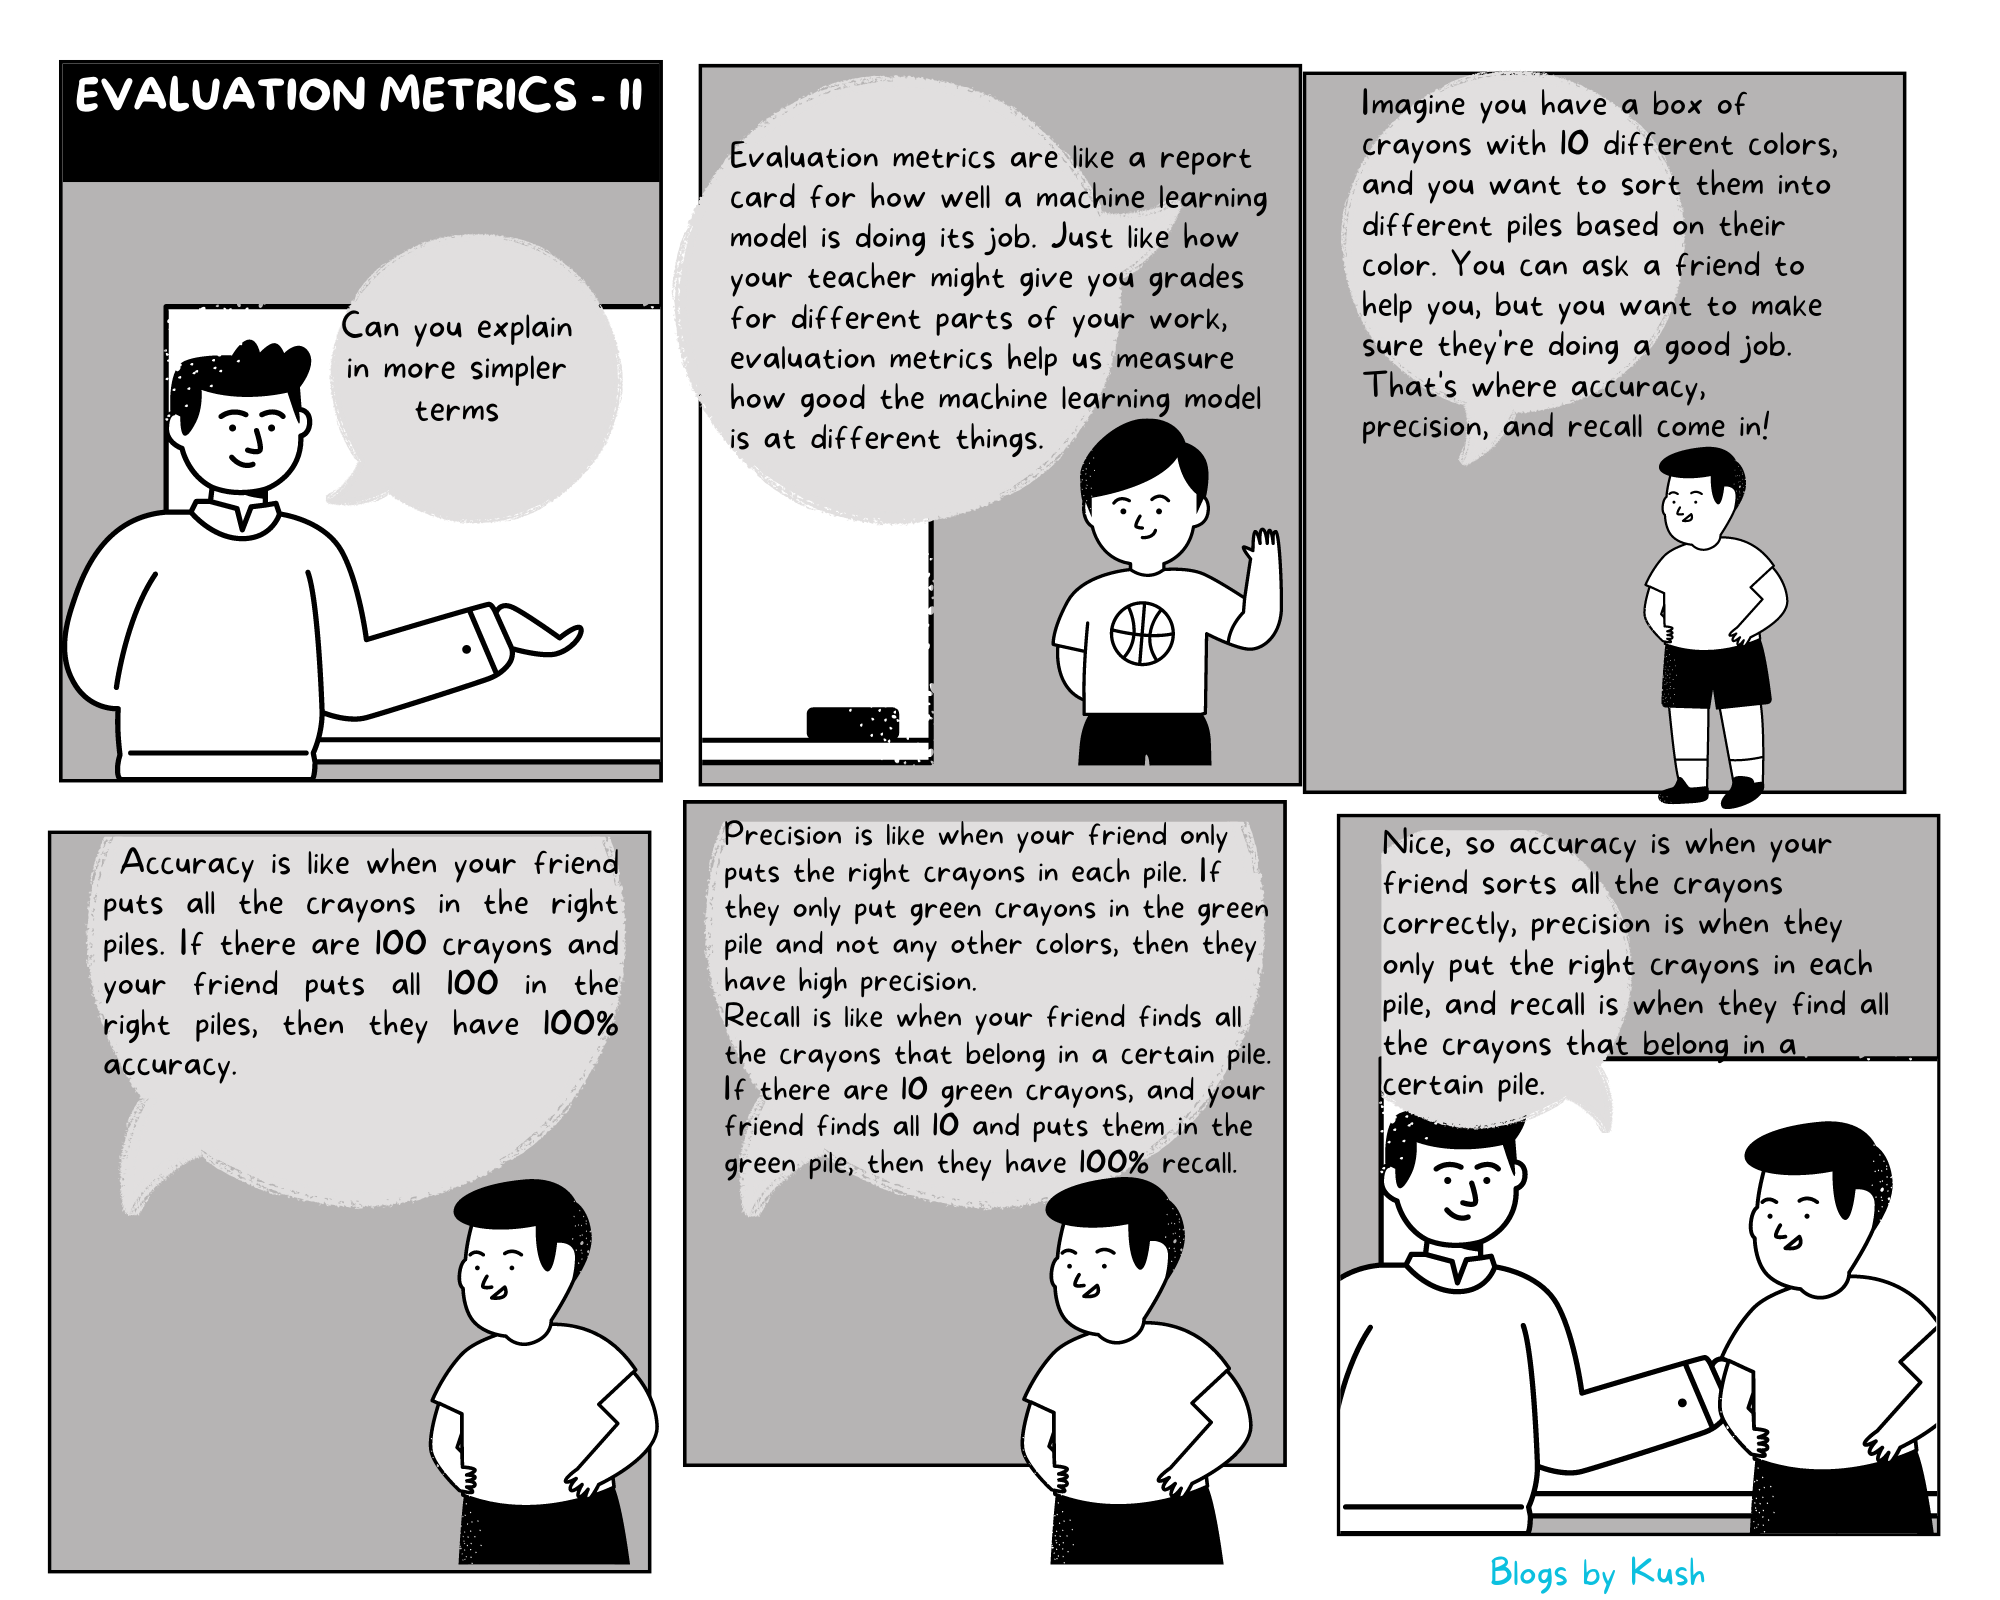 EVALUATION METRICS - II
Can you explain
in more simpler
terms
Evaluation metrics are like a report
card for how well a machine learning
model is doing its job. Just like how
your teacher might give you grades
for different parts of your work,
evaluation metrics help us measure
how good the machine learning model
is at different things.
Imagine you have a box of
crayons with 10 different colors,
and you want to sort them into
different piles based on their
color. You can ask a friend to
help you, but you want to make
sure they're doing a good job.
That's where accuracy,
precision, and recall come in!
Accuracy is like when your friend
puts all the crayons in the right
piles. If there are 100 crayons and
your friend puts all 100 in the
right piles, then they have 100%
accuracy.
Precision is like when your friend only
puts the right crayons in each pile. If
they only put green crayons in the green
pile and not any other colors, then they
have high precision.
Recall is like when your friend finds all
the crayons that belong in a certain pile.
If there are 10 green crayons, and your
friend finds all 10 and puts them in the
green pile, then they have 100% recall.
Nice, so accuracy is when your
friend sorts all the crayons
correctly, precision is when they
only put the right crayons in each
pile, and recall is when they find all
the crayons that belong in a
certain pile.
Blogs by Kush